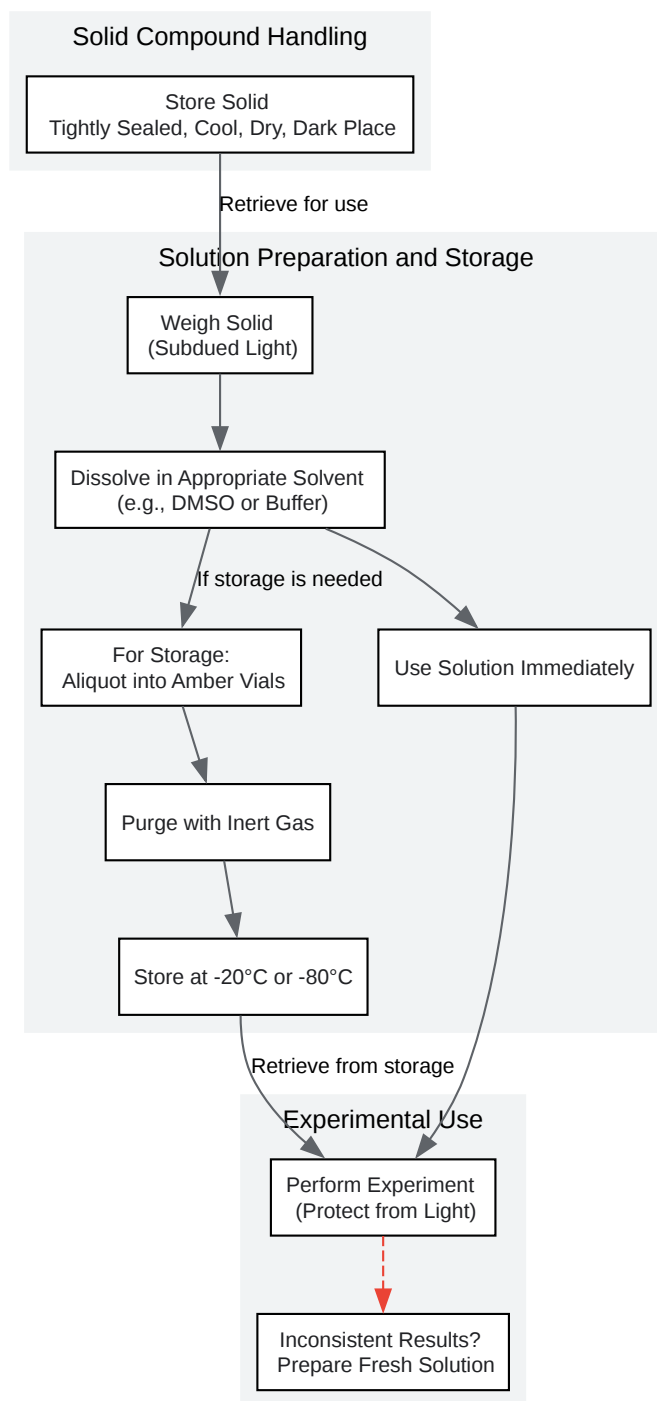 Solid Compound Handling
Store Solid
Tightly Sealed, Cool, Dry, Dark Place
Retrieve for use
Solution Preparation and Storage
Weigh Solid
(Subdued Light)
Dissolve in Appropriate Solvent
(e.g., DMSO or Buffer)
If storage is needed
For Storage:
Aliquot into Amber Vials
Use Solution Immediately
Purge with Inert Gas
Store at -20°C or -80°C
Retrieve from storage
Experimental Use
Perform Experiment
(Protect from Light)
Inconsistent Results?
Prepare Fresh Solution